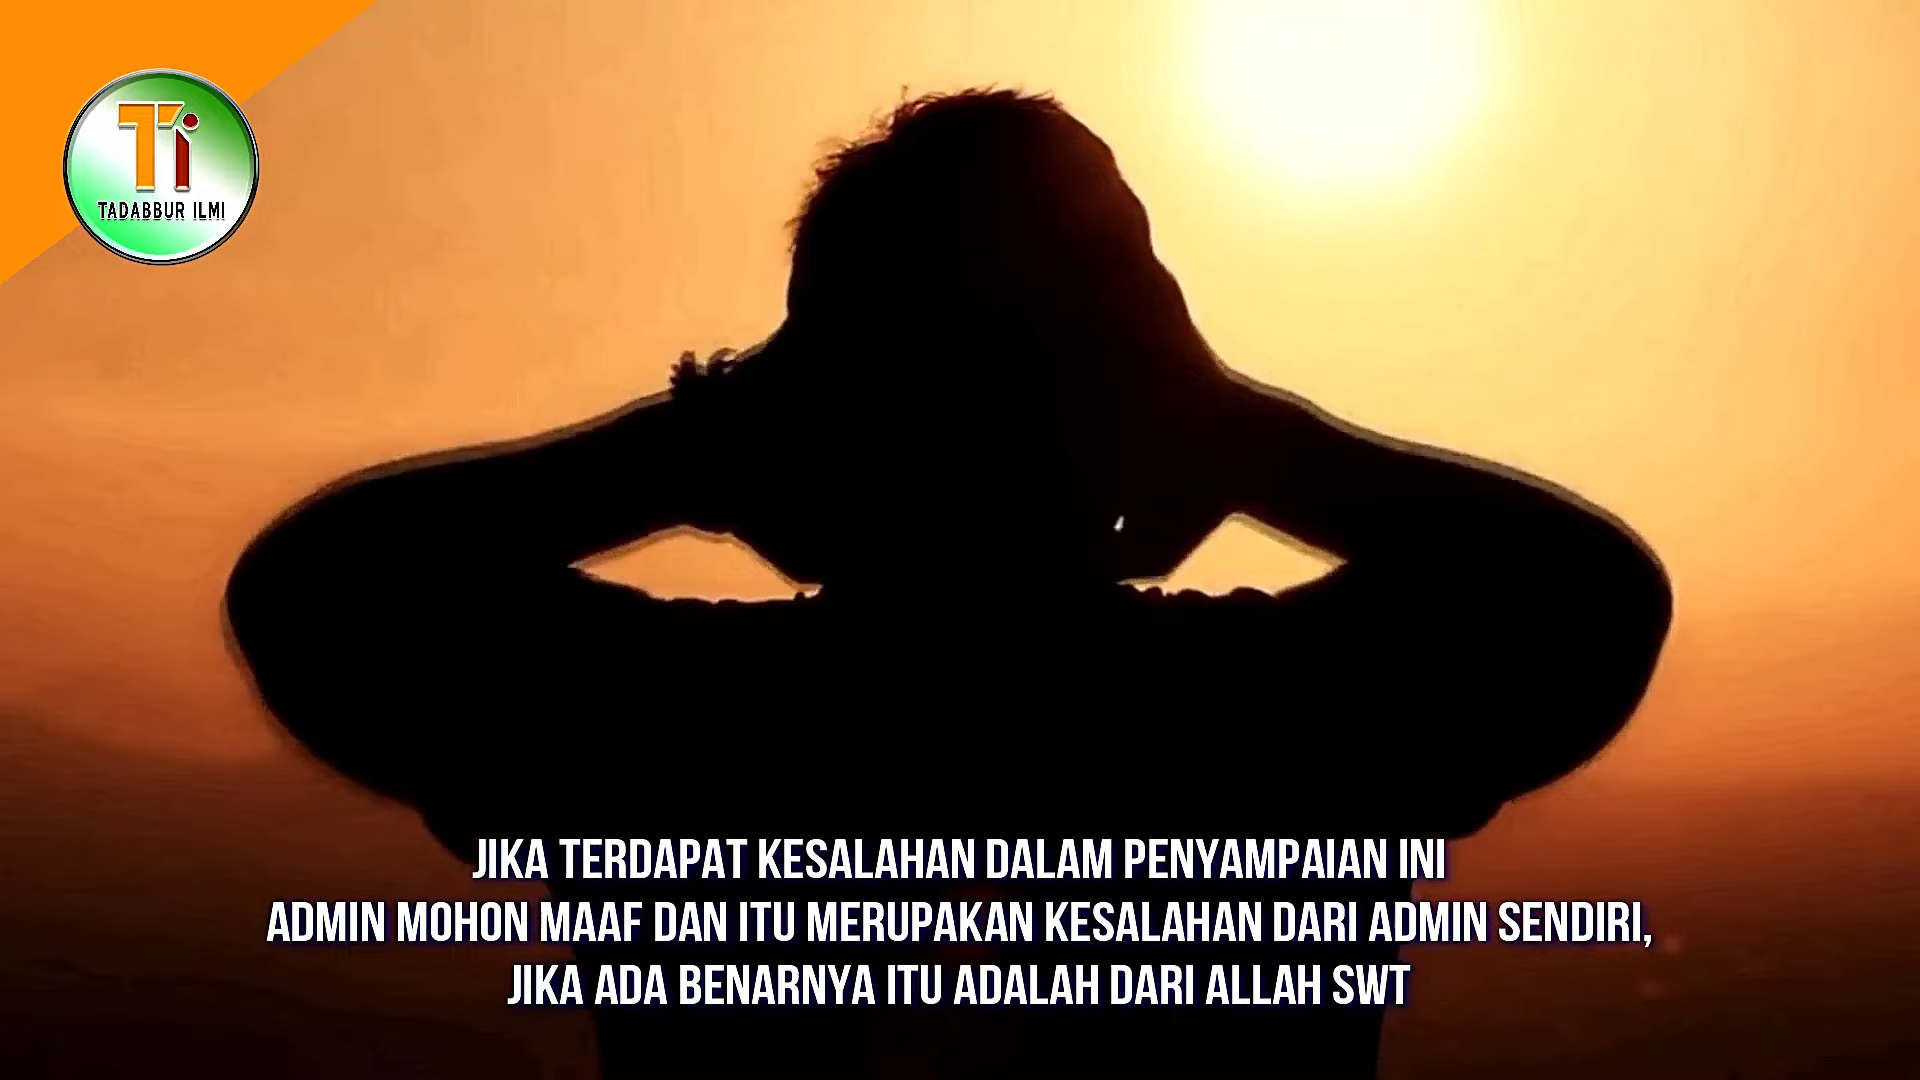 Ti
TADABBUR ILMI
JIKA TERDAPAT KESALAHAN DALAM PENYAMPAIAN INI
ADMIN MOHON MAAF DAN ITU MERUPAKAN KESALAHAN DARI ADMIN SENDIRI,
JIKA ADA BENARNYA ITU ADALAH DARI ALLAH SWT